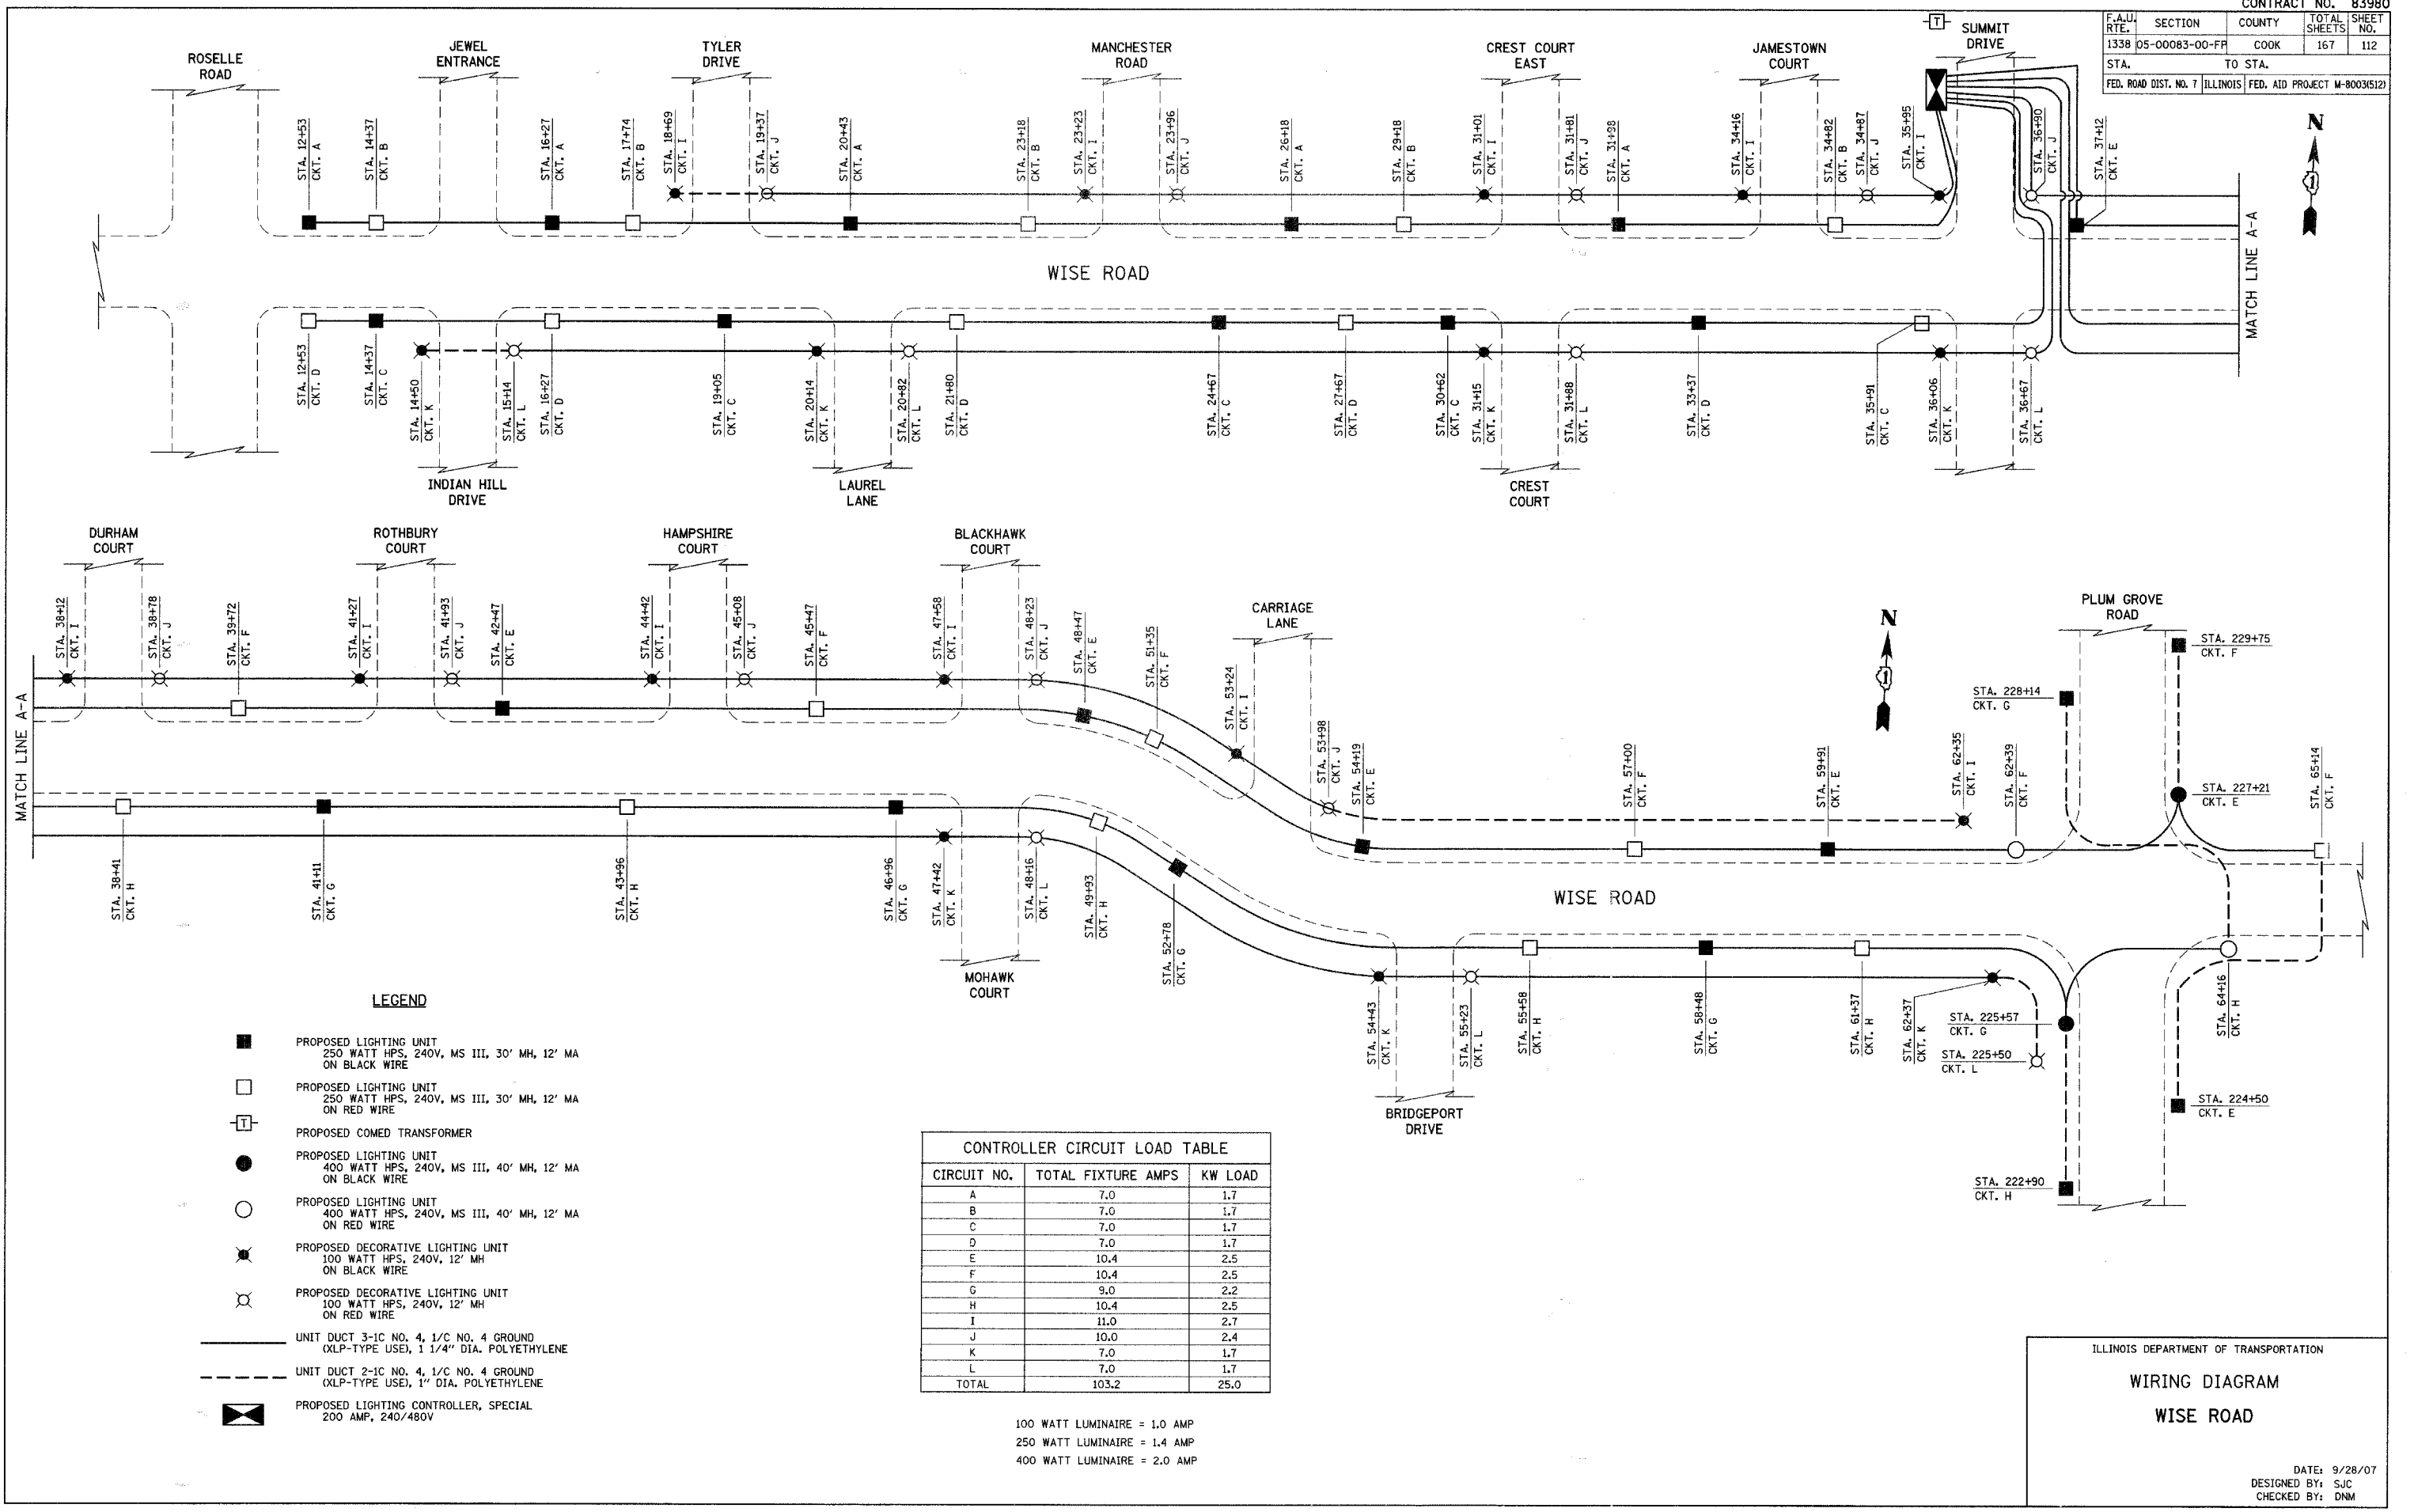 CONTRACT NO. 83980
F.A.U. RTE. SECTION COUNTY TOTAL SHEETS SHEET NO.
1338 05-00083-00-FP COOK 167 112
STA. TO STA.
FED. ROAD DIST. NO. 7 ILLINOIS FED. AID PROJECT M-8003(512)
ROSELLE ROAD
JEWEL ENTRANCE
TYLER DRIVE
MANCHESTER ROAD
CREST COURT EAST
JAMESTOWN COURT
T
SUMMIT DRIVE
N
STA. 12+53 CKT. A
STA. 14+37 CKT. B
STA. 16+27 CKT. A
STA. 17+74 CKT. B
STA. 18+69 CKT. I
STA. 19+37 CKT. J
STA. 20+43 CKT. A
STA. 23+18 CKT. B
STA. 23+23 CKT. I
STA. 23+96 CKT. J
STA. 26+18 CKT. A
STA. 29+18 CKT. B
STA. 31+01 CKT. I
STA. 31+81 CKT. J
STA. 31+98 CKT. A
STA. 34+16 CKT. I
STA. 34+82 CKT. B
STA. 34+87 CKT. J
STA. 35+95 CKT. I
STA. 36+90 CKT. J
STA. 37+12 CKT. E
WISE ROAD
MATCH LINE A-A
STA. 12+53 CKT. D
STA. 14+37 CKT. C
STA. 14+50 CKT. K
STA. 15+14 CKT. L
STA. 16+27 CKT. D
STA. 19+05 CKT. C
STA. 20+14 CKT. K
STA. 20+82 CKT. L
STA. 21+80 CKT. D
STA. 24+67 CKT. C
STA. 27+67 CKT. D
STA. 30+62 CKT. C
STA. 31+15 CKT. K
STA. 31+88 CKT. L
STA. 33+37 CKT. D
STA. 35+91 CKT. C
STA. 36+06 CKT. K
STA. 36+67 CKT. L
INDIAN HILL DRIVE
LAUREL LANE
CREST COURT
DURHAM COURT
ROTHBURY COURT
HAMPSHIRE COURT
BLACKHAWK COURT
CARRIAGE LANE
PLUM GROVE ROAD
N
STA. 38+12 CKT. I
STA. 38+78 CKT. J
STA. 39+72 CKT. F
STA. 41+27 CKT. I
STA. 41+93 CKT. J
STA. 42+47 CKT. E
STA. 44+42 CKT. I
STA. 45+08 CKT. J
STA. 45+47 CKT. F
STA. 47+58 CKT. I
STA. 48+23 CKT. J
STA. 48+47 CKT. E
STA. 51+35 CKT. F
STA. 53+24 CKT. I
STA. 53+98 CKT. J
STA. 54+19 CKT. E
STA. 57+00 CKT. F
STA. 59+91 CKT. E
STA. 62+35 CKT. I
STA. 62+39 CKT. F
STA. 228+14 CKT. G
STA. 229+75 CKT. F
STA. 227+21 CKT. E
STA. 65+14 CKT. F
MATCH LINE A-A
WISE ROAD
STA. 38+41 CKT. H
STA. 41+11 CKT. G
STA. 43+96 CKT. H
STA. 46+96 CKT. G
STA. 47+42 CKT. K
STA. 48+16 CKT. L
STA. 49+93 CKT. H
STA. 52+78 CKT. G
STA. 54+43 CKT. K
STA. 55+23 CKT. L
STA. 55+58 CKT. H
STA. 58+48 CKT. G
STA. 61+37 CKT. H
STA. 62+37 CKT. K
STA. 225+57 CKT. G
STA. 225+50 CKT. L
STA. 64+16 CKT. H
STA. 224+50 CKT. E
STA. 222+90 CKT. H
MOHAWK COURT
BRIDGEPORT DRIVE
LEGEND
PROPOSED LIGHTING UNIT
250 WATT HPS, 240V, MS III, 30' MH, 12' MA
ON BLACK WIRE
PROPOSED LIGHTING UNIT
250 WATT HPS, 240V, MS III, 30' MH, 12' MA
ON RED WIRE
T
PROPOSED COMED TRANSFORMER
PROPOSED LIGHTING UNIT
400 WATT HPS, 240V, MS III, 40' MH, 12' MA
ON BLACK WIRE
PROPOSED LIGHTING UNIT
400 WATT HPS, 240V, MS III, 40' MH, 12' MA
ON RED WIRE
PROPOSED DECORATIVE LIGHTING UNIT
100 WATT HPS, 240V, 12' MH
ON BLACK WIRE
PROPOSED DECORATIVE LIGHTING UNIT
100 WATT HPS, 240V, 12' MH
ON RED WIRE
UNIT DUCT 3-1C NO. 4, 1/C NO. 4 GROUND
(XLP-TYPE USE), 1 1/4" DIA. POLYETHYLENE
UNIT DUCT 2-1C NO. 4, 1/C NO. 4 GROUND
(XLP-TYPE USE), 1" DIA. POLYETHYLENE
PROPOSED LIGHTING CONTROLLER, SPECIAL
200 AMP, 240/480V
CONTROLLER CIRCUIT LOAD TABLE
CIRCUIT NO. TOTAL FIXTURE AMPS KW LOAD
A 7.0 1.7
B 7.0 1.7
C 7.0 1.7
D 7.0 1.7
E 10.4 2.5
F 10.4 2.5
G 9.0 2.2
H 10.4 2.5
I 11.0 2.7
J 10.0 2.4
K 7.0 1.7
L 7.0 1.7
TOTAL 103.2 25.0
100 WATT LUMINAIRE = 1.0 AMP
250 WATT LUMINAIRE = 1.4 AMP
400 WATT LUMINAIRE = 2.0 AMP
ILLINOIS DEPARTMENT OF TRANSPORTATION
WIRING DIAGRAM
WISE ROAD
DATE: 9/28/07
DESIGNED BY: SJC
CHECKED BY: DNM